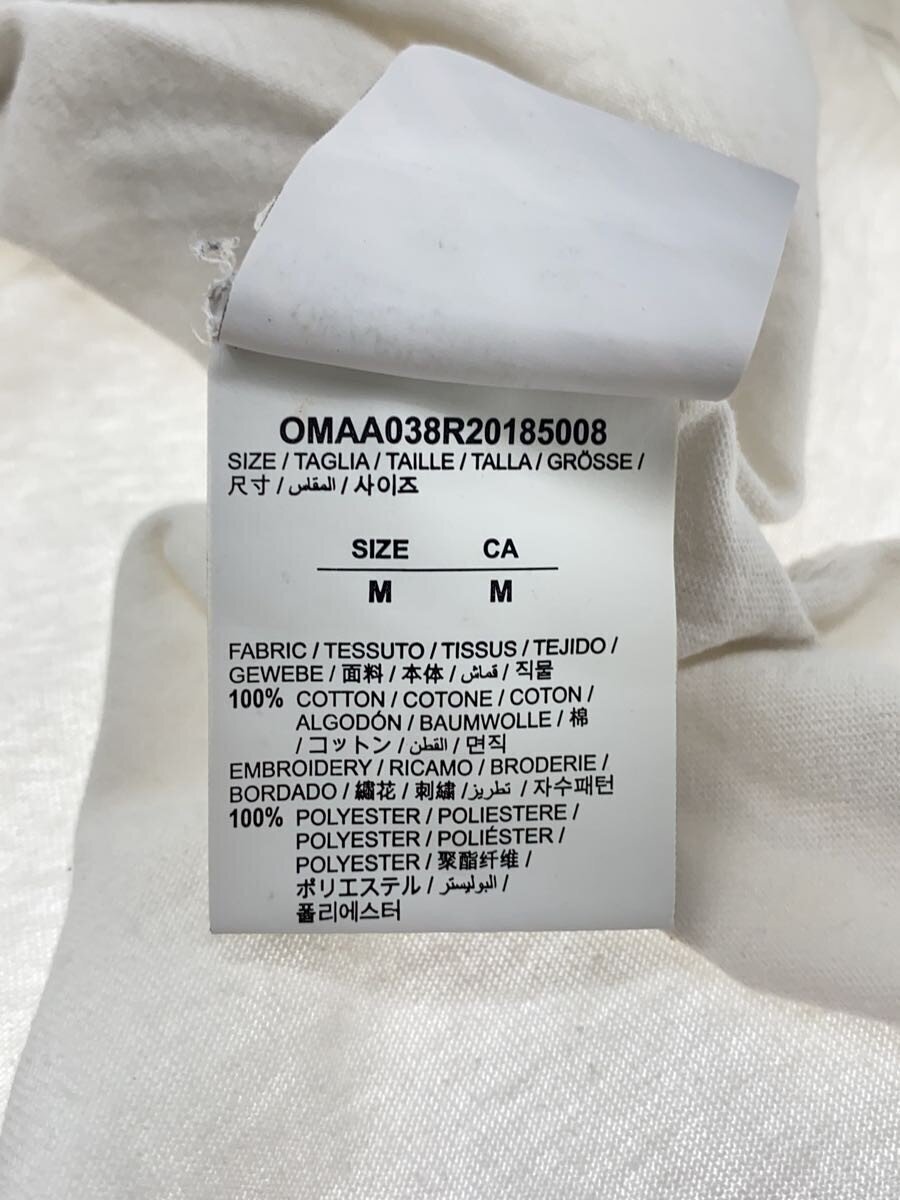 OMAA038R20185008
SIZE / TAGLIA / TAILLE / TALLA / GRÖSSE /
尺寸 / المقاس / 사이즈
SIZE CA
M M
FABRIC / TESSUTO / TISSUS / TEJIDO /
GEWEBE / 面料 / 本体 / قماش / 직물
100% COTTON / COTONE / COTON /
ALGODÓN / BAUMWOLLE / 棉
/ コットン / القطن / 면직
EMBROIDERY / RICAMO / BRODERIE /
BORDADO / 繡花 / 刺繍 / تطريز / 자수패턴
100% POLYESTER / POLIESTERE /
POLYESTER / POLIÉSTER /
POLYESTER / 聚酯纤维 /
ポリエステル / البوليستر /
폴리에스터